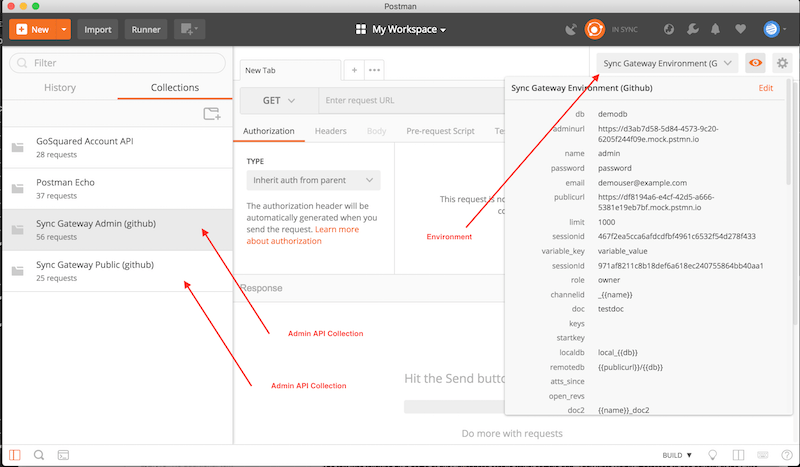 Postman
New
Import
Runner
My Workspace
IN SYNC
Filter
History
Collections
GoSquared Account API
28 requests
Postman Echo
37 requests
Sync Gateway Admin (github)
56 requests
Sync Gateway Public (github)
25 requests
New Tab
GET
Enter request URL
Authorization
Headers
Body
Pre-request Script
Te
TYPE
Inherit auth from parent
The authorization header will be
automatically generated when you
send the request. Learn more
about authorization
This request is no
co
Environment
Response
Admin API Collection
Admin API Collection
Hit the Send butto
Do more with requests
Sync Gateway Environment (G
Sync Gateway Environment (Github)
Edit
db demodb
adminurl https://d3ab7d58-5d84-4573-9c20-
6205f244f09e.mock.pstmn.io
name admin
password password
email demouser@example.com
publicurl https://df8194a6-e4cf-42d5-a666-
5381e19eb7bf.mock.pstmn.io
limit 1000
sessionid 467f2ea5cca6afdcdfbf4961c6532f54d278f433
variable_key variable_value
sessionid 971af8211c8b18def6a618ec240755864bb40aa1
role owner
channelid _{{name}}
doc testdoc
keys
startkey
localdb local_{{db}}
remotedb {{publicurl}}/{{db}}
atts_since
open_revs
doc2 {{name}}_doc2
BUILD